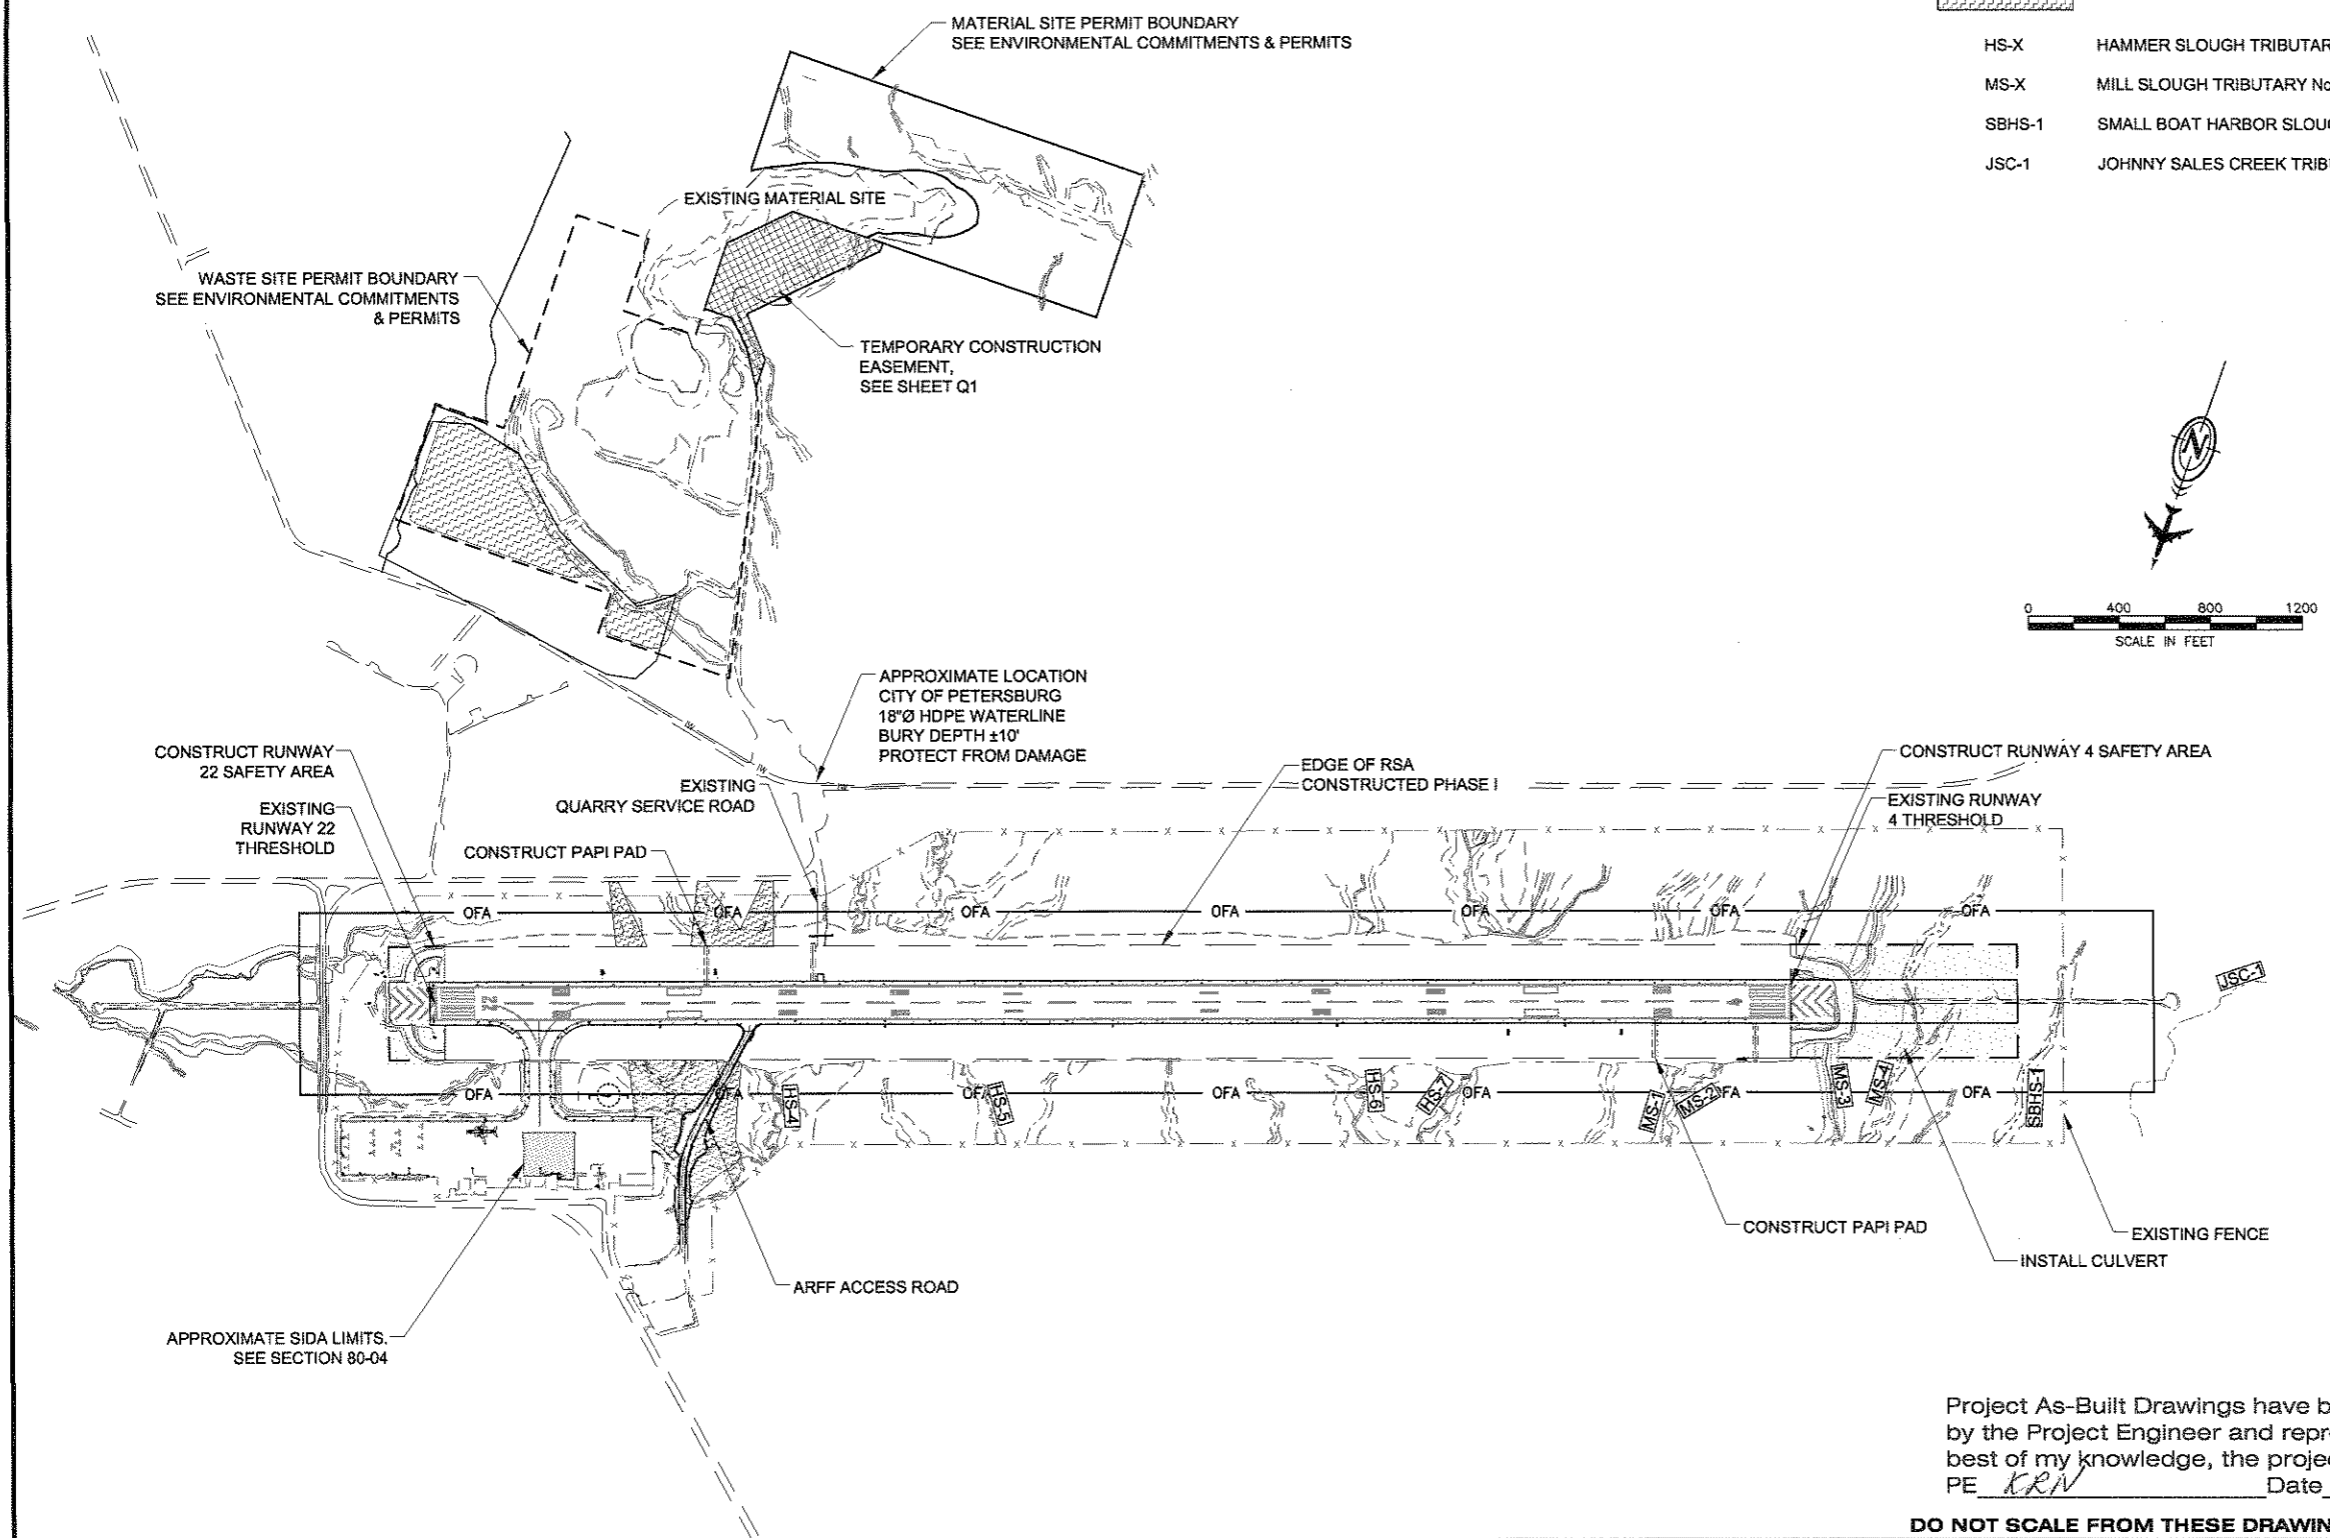 MATERIAL SITE PERMIT BOUNDARY
SEE ENVIRONMENTAL COMMITMENTS & PERMITS
HS-X HAMMER SLOUGH TRIBUTAR
MS-X MILL SLOUGH TRIBUTARY No
SBHS-1 SMALL BOAT HARBOR SLOU
JSC-1 JOHNNY SALES CREEK TRIB
EXISTING MATERIAL SITE
WASTE SITE PERMIT BOUNDARY
SEE ENVIRONMENTAL COMMITMENTS
& PERMITS
TEMPORARY CONSTRUCTION
EASEMENT,
SEE SHEET Q1
N
0 400 800 1200
SCALE IN FEET
APPROXIMATE LOCATION
CITY OF PETERSBURG
18"Ø HDPE WATERLINE
BURY DEPTH ±10'
PROTECT FROM DAMAGE
CONSTRUCT RUNWAY
22 SAFETY AREA
EXISTING
RUNWAY 22
THRESHOLD
EXISTING
QUARRY SERVICE ROAD
CONSTRUCT PAPI PAD
EDGE OF RSA
CONSTRUCTED PHASE I
CONSTRUCT RUNWAY 4 SAFETY AREA
EXISTING RUNWAY
4 THRESHOLD
OFA OFA OFA OFA OFA OFA OFA
22
4
JSC-1
OFA OFA OFA OFA OFA OFA OFA
HS-4
HS-5
HS-6
HS-7
MS-1
MS-2
MS-3
MS-4
SBHS-1
CONSTRUCT PAPI PAD
EXISTING FENCE
INSTALL CULVERT
ARFF ACCESS ROAD
APPROXIMATE SIDA LIMITS.
SEE SECTION 80-04
Project As-Built Drawings have b
by the Project Engineer and repr
best of my knowledge, the proje
PE KRN Date
DO NOT SCALE FROM THESE DRAWIN